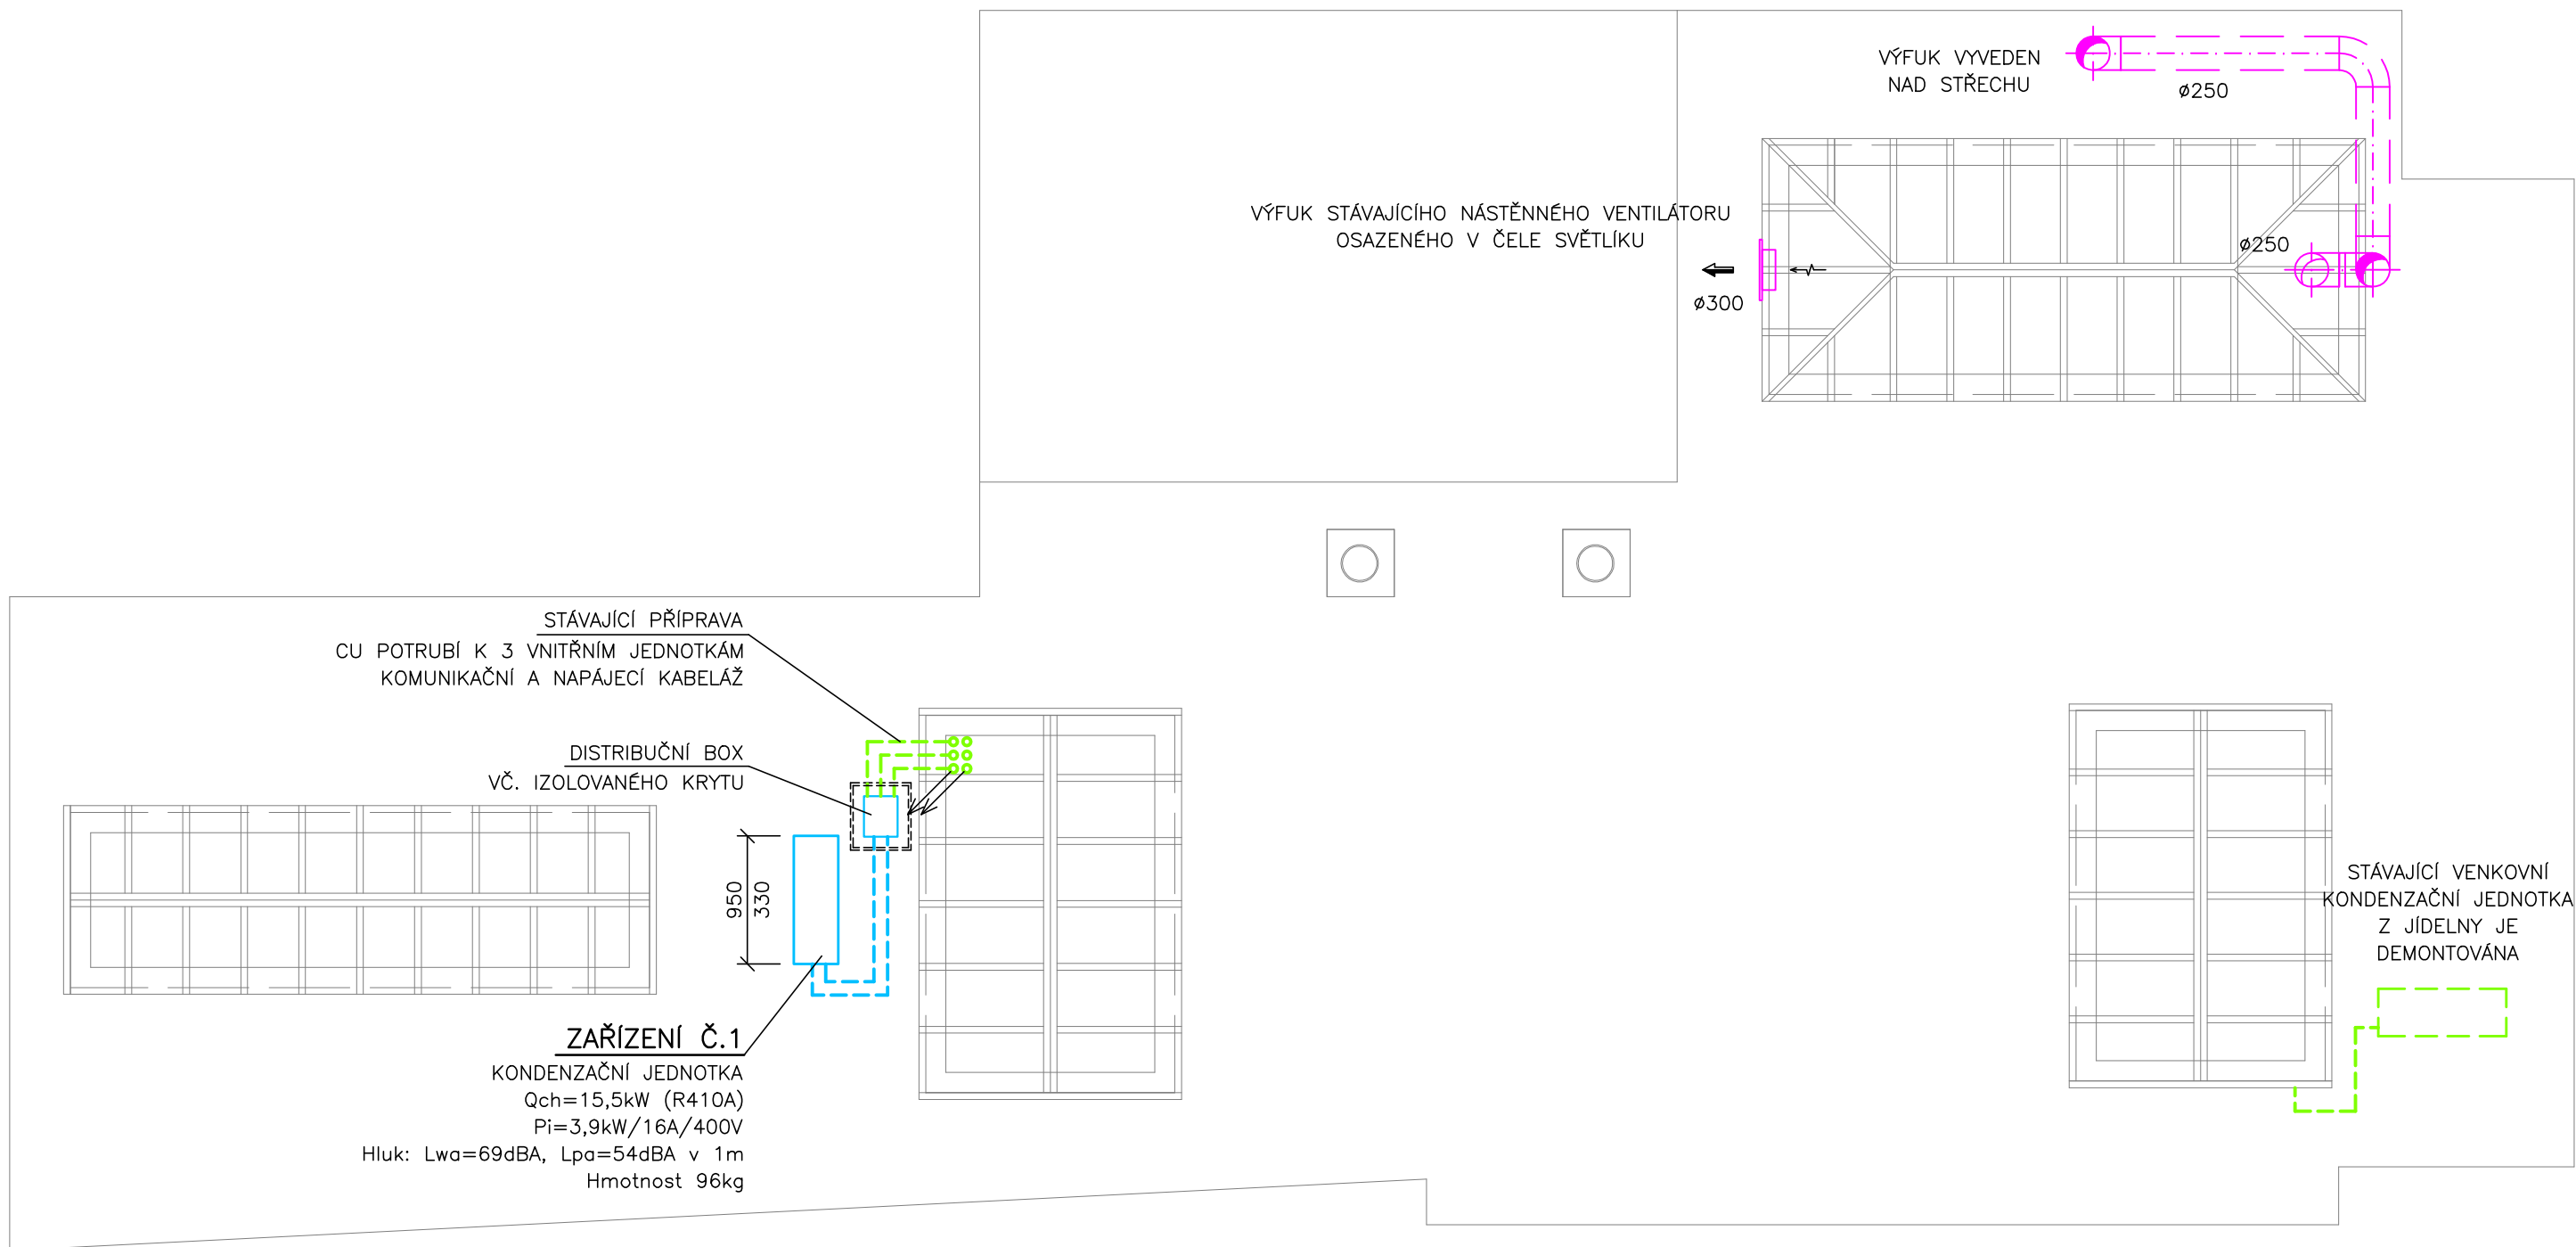 VÝFUK VYVEDEN
NAD STŘECHU
ø250
VÝFUK STÁVAJÍCÍHO NÁSTĚNNÉHO VENTILÁTORU
OSAZENÉHO V ČELE SVĚTLÍKU
ø250
ø300
STÁVAJÍCÍ PŘÍPRAVA
CU POTRUBÍ K 3 VNITŘNÍM JEDNOTKÁM
KOMUNIKAČNÍ A NAPÁJECÍ KABELÁŽ
DISTRIBUČNÍ BOX
VČ. IZOLOVANÉHO KRYTU
950
330
STÁVAJÍCÍ VENKOVNÍ
KONDENZAČNÍ JEDNOTKA
Z JÍDELNY JE
DEMONTOVÁNA
ZAŘÍZENÍ Č.1
KONDENZAČNÍ JEDNOTKA
Qch=15,5kW (R410A)
Pi=3,9kW/16A/400V
Hluk: Lwa=69dBA, Lpa=54dBA v 1m
Hmotnost 96kg